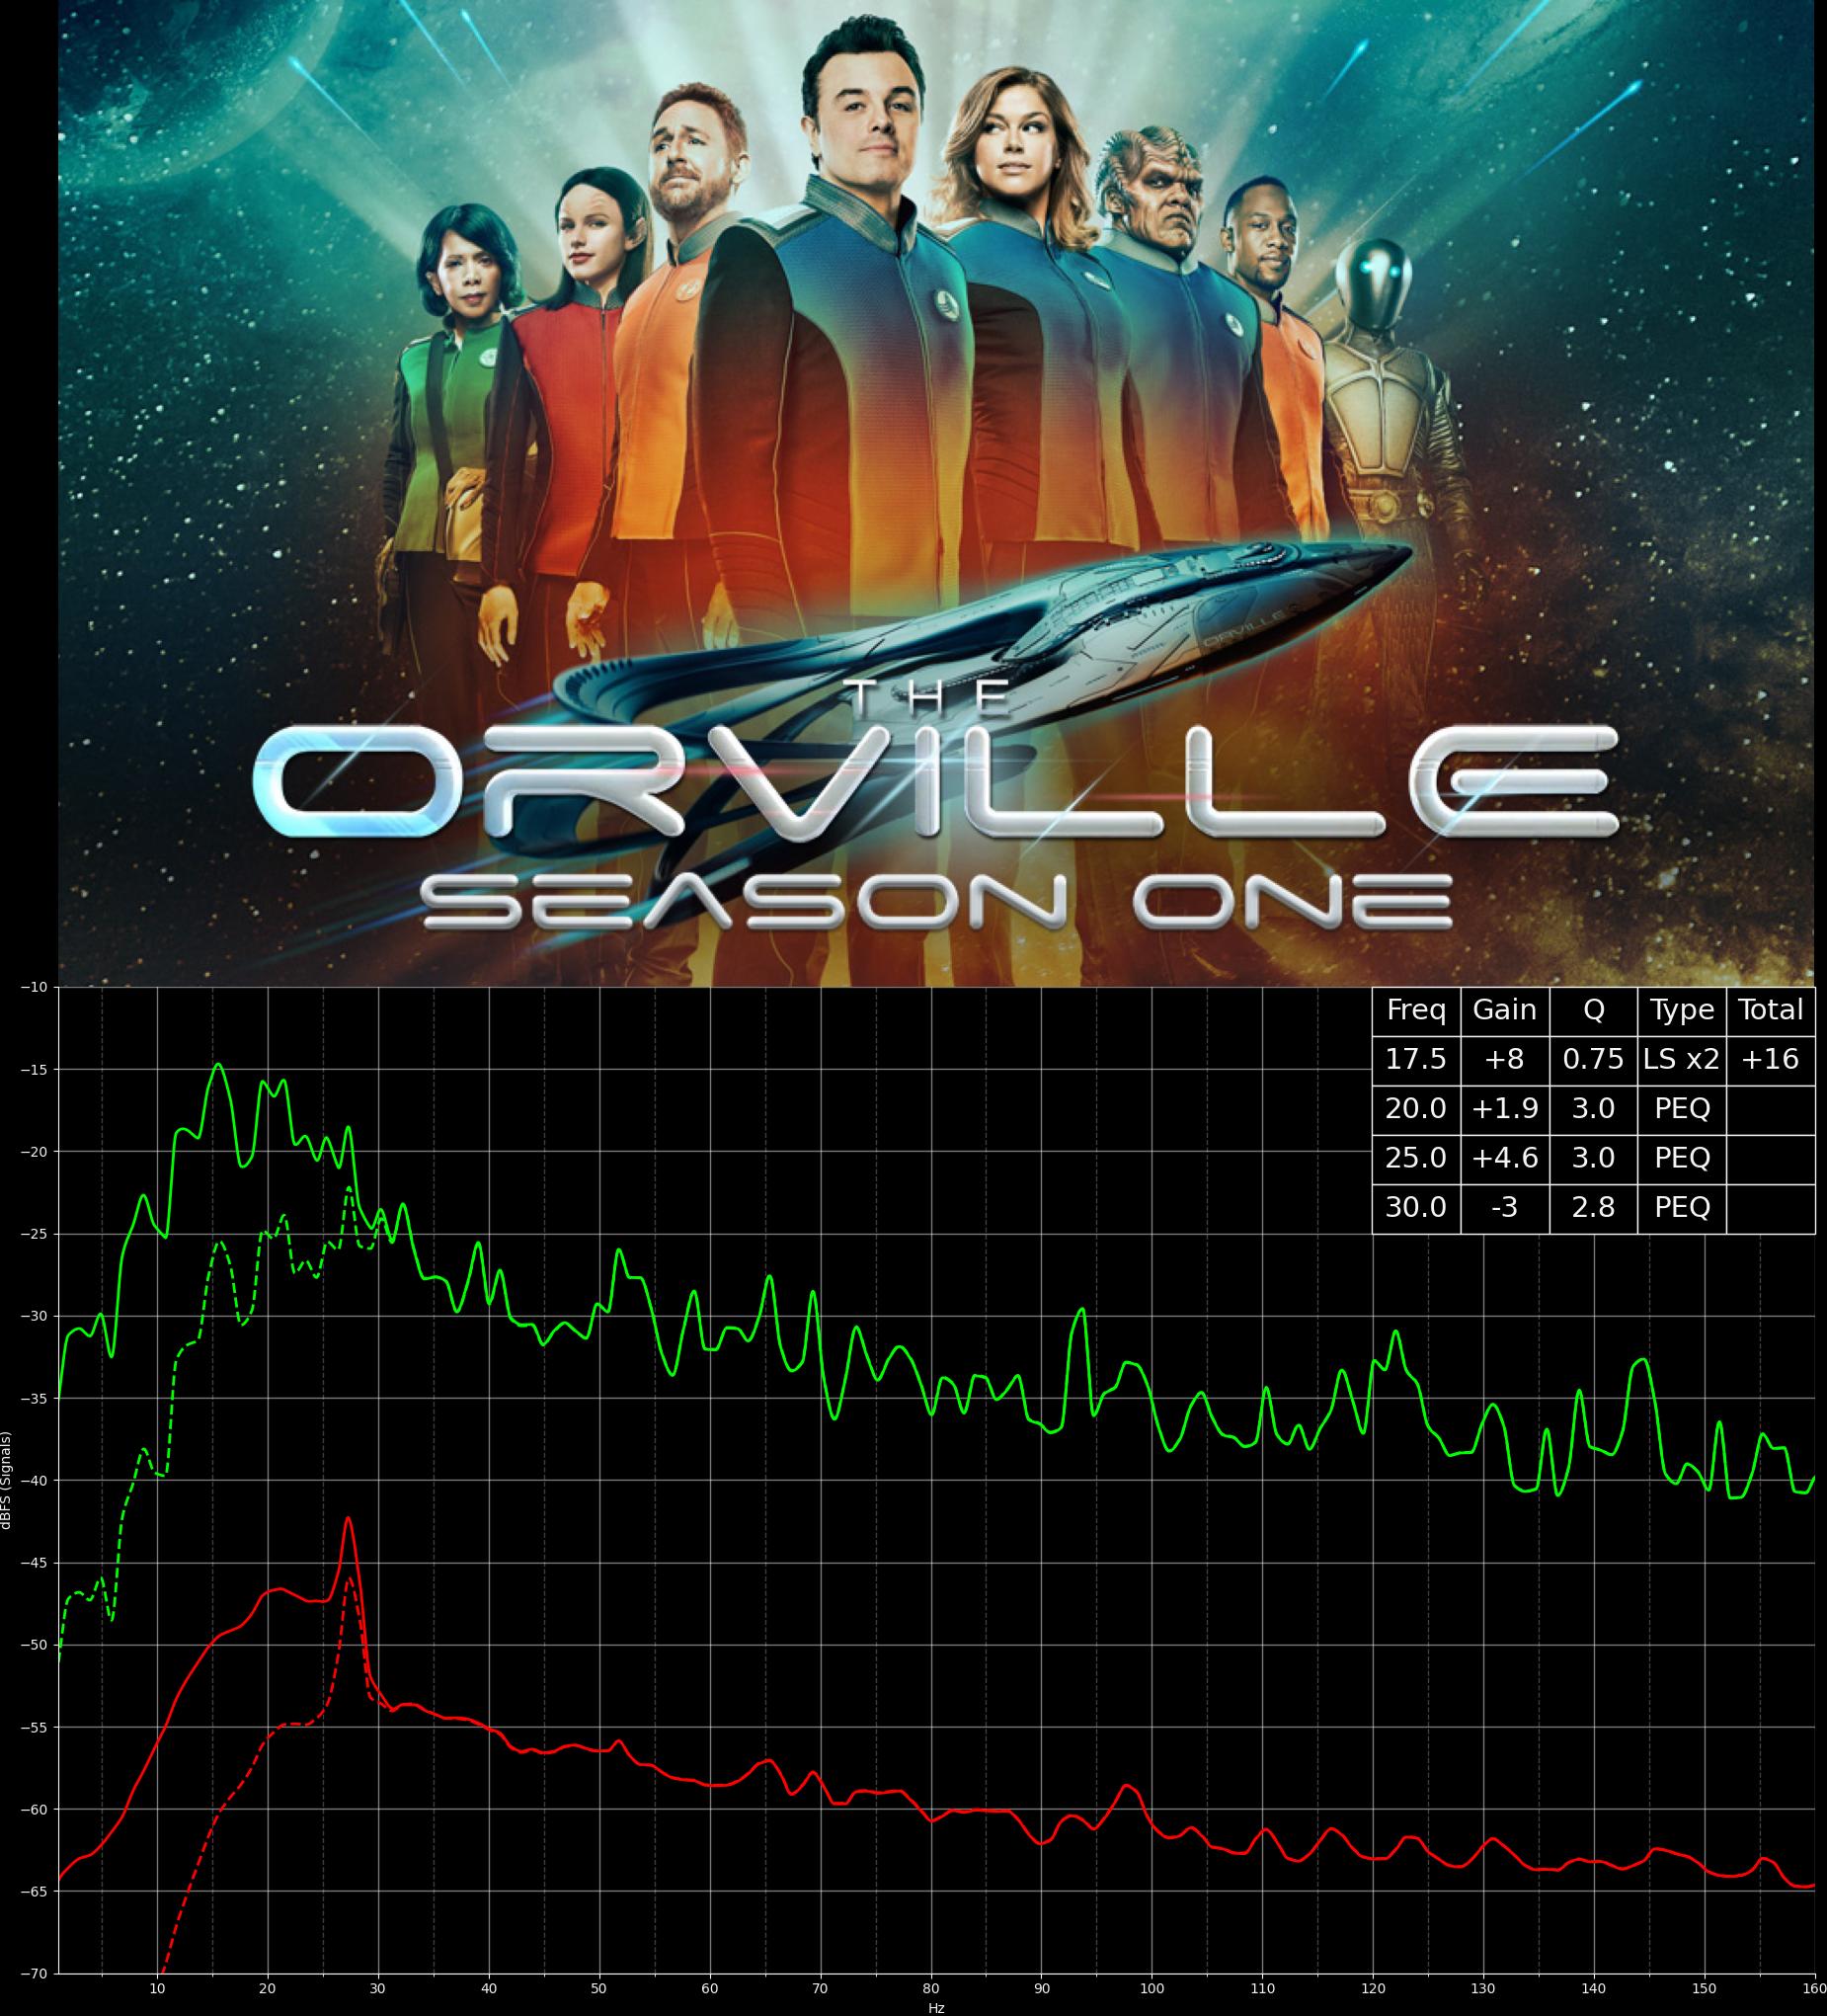 THE
ORVILLE
SEASON ONE
ORVILLE
Freq Gain Q Type Total
17.5 +8 0.75 LS x2 +16
20.0 +1.9 3.0 PEQ
25.0 +4.6 3.0 PEQ
30.0 -3 2.8 PEQ
−10
−15
−20
−25
−30
−35
−40
−45
−50
−55
−60
−65
−70
dBFS (Signals)
10 20 30 40 50 60 70 80 90 100 110 120 130 140 150 160
Hz